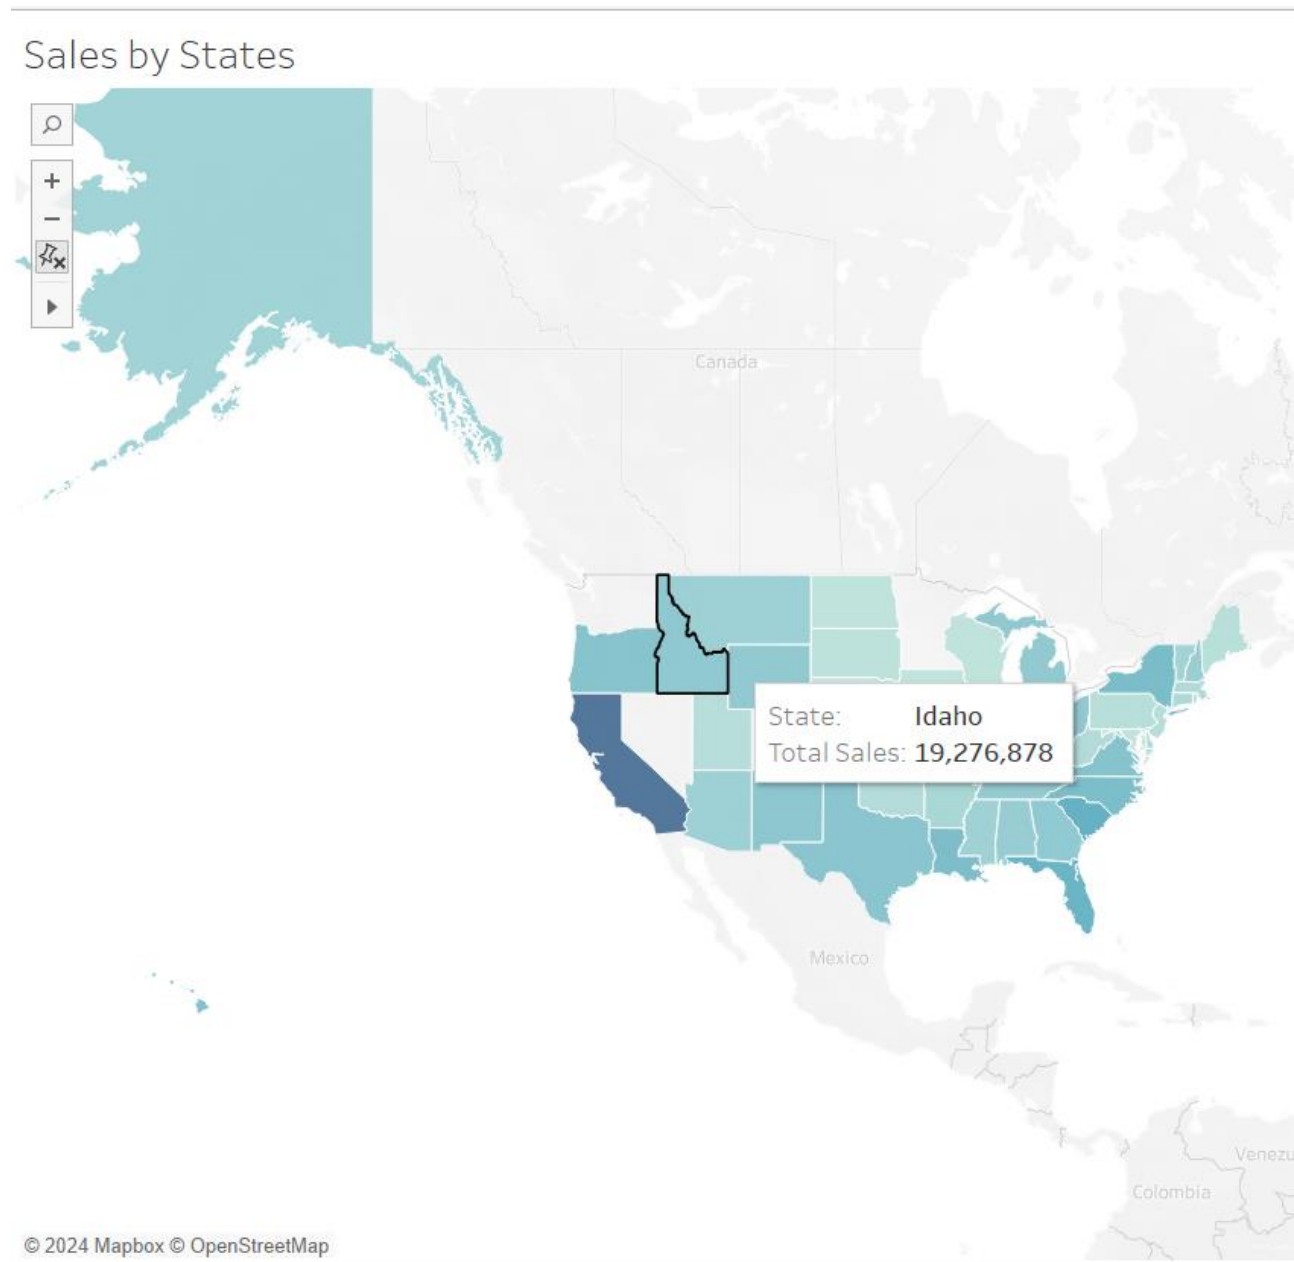 Sales by States
Canada
State: Idaho
Total Sales: 19,276,878
Mexico
Venezu
Colombia
© 2024 Mapbox © OpenStreetMap